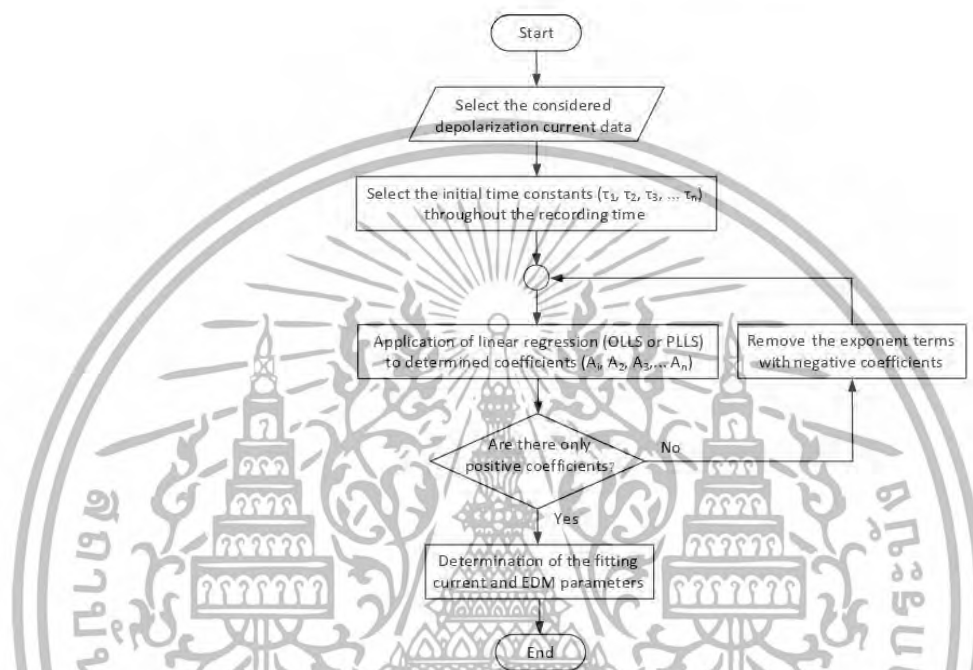 Start
Select the considered
depolarization current data
Select the initial time constants (τ₁, τ₂, τ₃, ... τₙ)
throughout the recording time
Application of linear regression (OLLS or PLLS)
to determined coefficients (A₁, A₂, A₃,... Aₙ)
Remove the exponent terms
with negative coefficients
Are there only
positive coefficients?
No
Yes
Determination of the fitting
current and EDM parameters
End